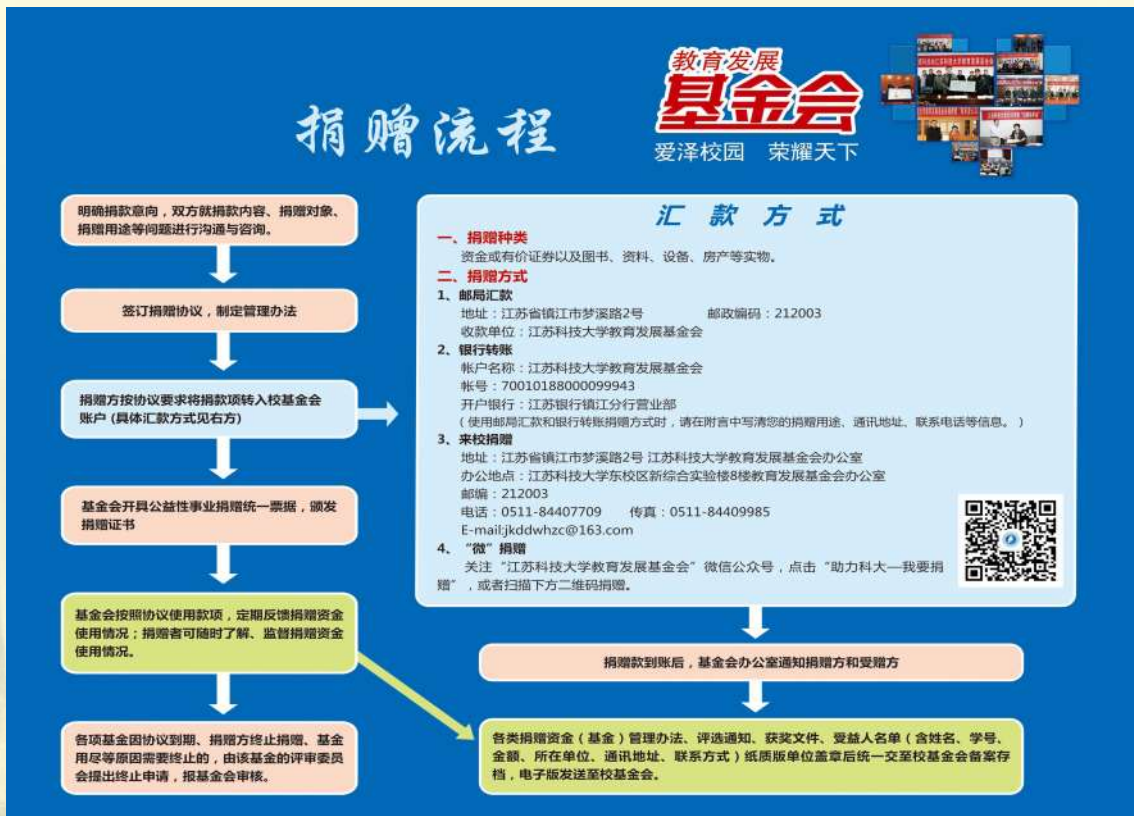 捐赠流程
教育发展
基金会
爱泽校园 荣耀天下
明确捐款意向，双方就捐款内容、捐赠对象、
捐赠用途等问题进行沟通与咨询。
签订捐赠协议，制定管理办法
捐赠方按协议要求将捐款项转入校基金会
账户 (具体汇款方式见右方)
基金会开具公益性事业捐赠统一票据，颁发
捐赠证书
基金会按照协议使用款项，定期反馈捐赠资金
使用情况；捐赠者可随时了解、监督捐赠资金
使用情况。
各项基金因协议到期、捐赠方终止捐赠、基金
用尽等原因需要终止的，由该基金的评审委员
会提出终止申请，报基金会审核。
汇款方式
一、捐赠种类
资金或有价证券以及图书、资料、设备、房产等实物。
二、捐赠方式
1、邮局汇款
地址：江苏省镇江市梦溪路2号 邮政编码：212003
收款单位：江苏科技大学教育发展基金会
2、银行转账
帐户名称：江苏科技大学教育发展基金会
帐号：70010188000099943
开户银行：江苏银行镇江分行营业部
（使用邮局汇款和银行转账捐赠方式时，请在附言中写清您的捐赠用途、通讯地址、联系电话等信息。）
3、来校捐赠
地址：江苏省镇江市梦溪路2号 江苏科技大学教育发展基金会办公室
办公地点：江苏科技大学东校区新综合实验楼8楼教育发展基金会办公室
邮编：212003
电话：0511-84407709 传真：0511-84409985
E-mail:jkddwhzc@163.com
4、“微”捐赠
关注“江苏科技大学教育发展基金会”微信公众号，点击“助力科大—我要捐
赠”，或者扫描下方二维码捐赠。
捐赠款到账后，基金会办公室通知捐赠方和受赠方
各类捐赠资金（基金）管理办法、评选通知、获奖文件、受益人名单（含姓名、学号、
金额、所在单位、通讯地址、联系方式）纸质版单位盖章后统一交至校基金会备案存
档，电子版发送至校基金会。